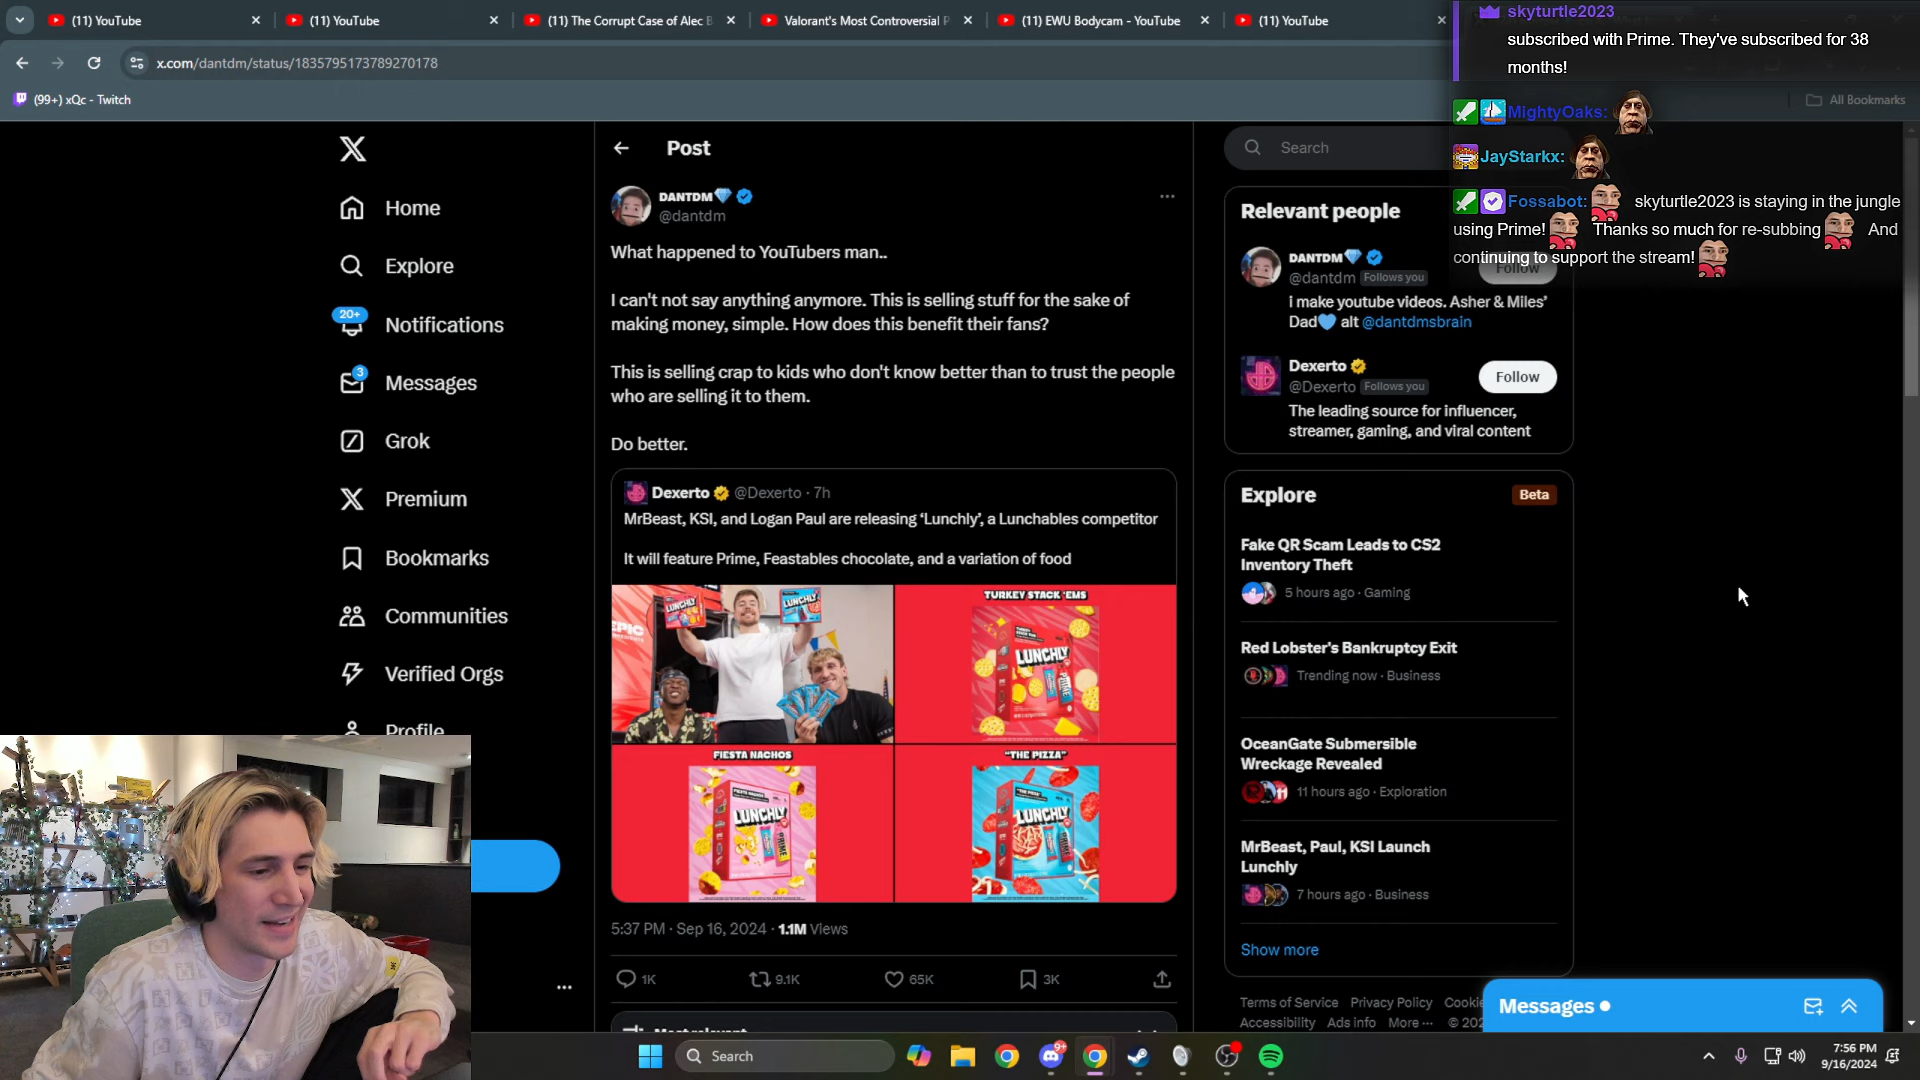 (11) YouTube
(11) YouTube
(11) The Corrupt Case of Alec B
Valorant's Most Controversial P
(11) EWU Bodycam - YouTube
(11) YouTube
x.com/dantdm/status/1835795173789270178
(99+) xQc - Twitch
All Bookmarks
skyturtle2023
subscribed with Prime. They've subscribed for 38
months!
MightyOaks:
JayStarkx:
Fossabot: skyturtle2023 is staying in the jungle
using Prime! Thanks so much for re-subbing And
continuing to support the stream!
Home
Explore
20+
Notifications
3
Messages
Grok
Premium
Bookmarks
Communities
Verified Orgs
Profile
Post
DANTDM
@dantdm
What happened to YouTubers man..
I can't not say anything anymore. This is selling stuff for the sake of
making money, simple. How does this benefit their fans?
This is selling crap to kids who don't know better than to trust the people
who are selling it to them.
Do better.
Dexerto @Dexerto · 7h
MrBeast, KSI, and Logan Paul are releasing ‘Lunchly’, a Lunchables competitor
It will feature Prime, Feastables chocolate, and a variation of food
EPIC
LUNCHLY
LUNCHLY
TURKEY STACK 'EMS
LUNCHLY
PRIME
FIESTA NACHOS
LUNCHLY
PRIME
"THE PIZZA"
LUNCHLY
PRIME
5:37 PM · Sep 16, 2024 · 1.1M Views
1K
9.1K
65K
3K
Most relevant
Search
Relevant people
DANTDM
@dantdm Follows you
Follow
i make youtube videos. Asher & Miles’
Dad alt @dantdmsbrain
Dexerto
@Dexerto Follows you
Follow
The leading source for influencer,
streamer, gaming, and viral content
Explore
Beta
Fake QR Scam Leads to CS2
Inventory Theft
5 hours ago · Gaming
Red Lobster's Bankruptcy Exit
Trending now · Business
OceanGate Submersible
Wreckage Revealed
11 hours ago · Exploration
MrBeast, Paul, KSI Launch
Lunchly
7 hours ago · Business
Show more
Terms of Service Privacy Policy Cookie
Accessibility Ads info More ··· © 202
Messages
Search
9+
7:56 PM
9/16/2024